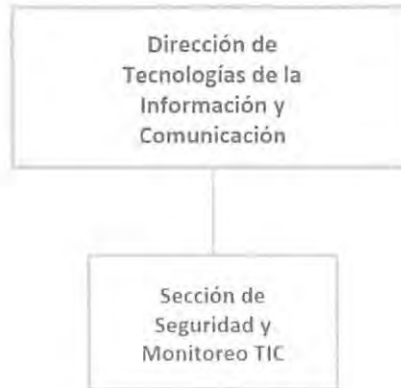 Dirección de
Tecnologías de la
Información y
Comunicación
Sección de
Seguridad y
Monitoreo TIC